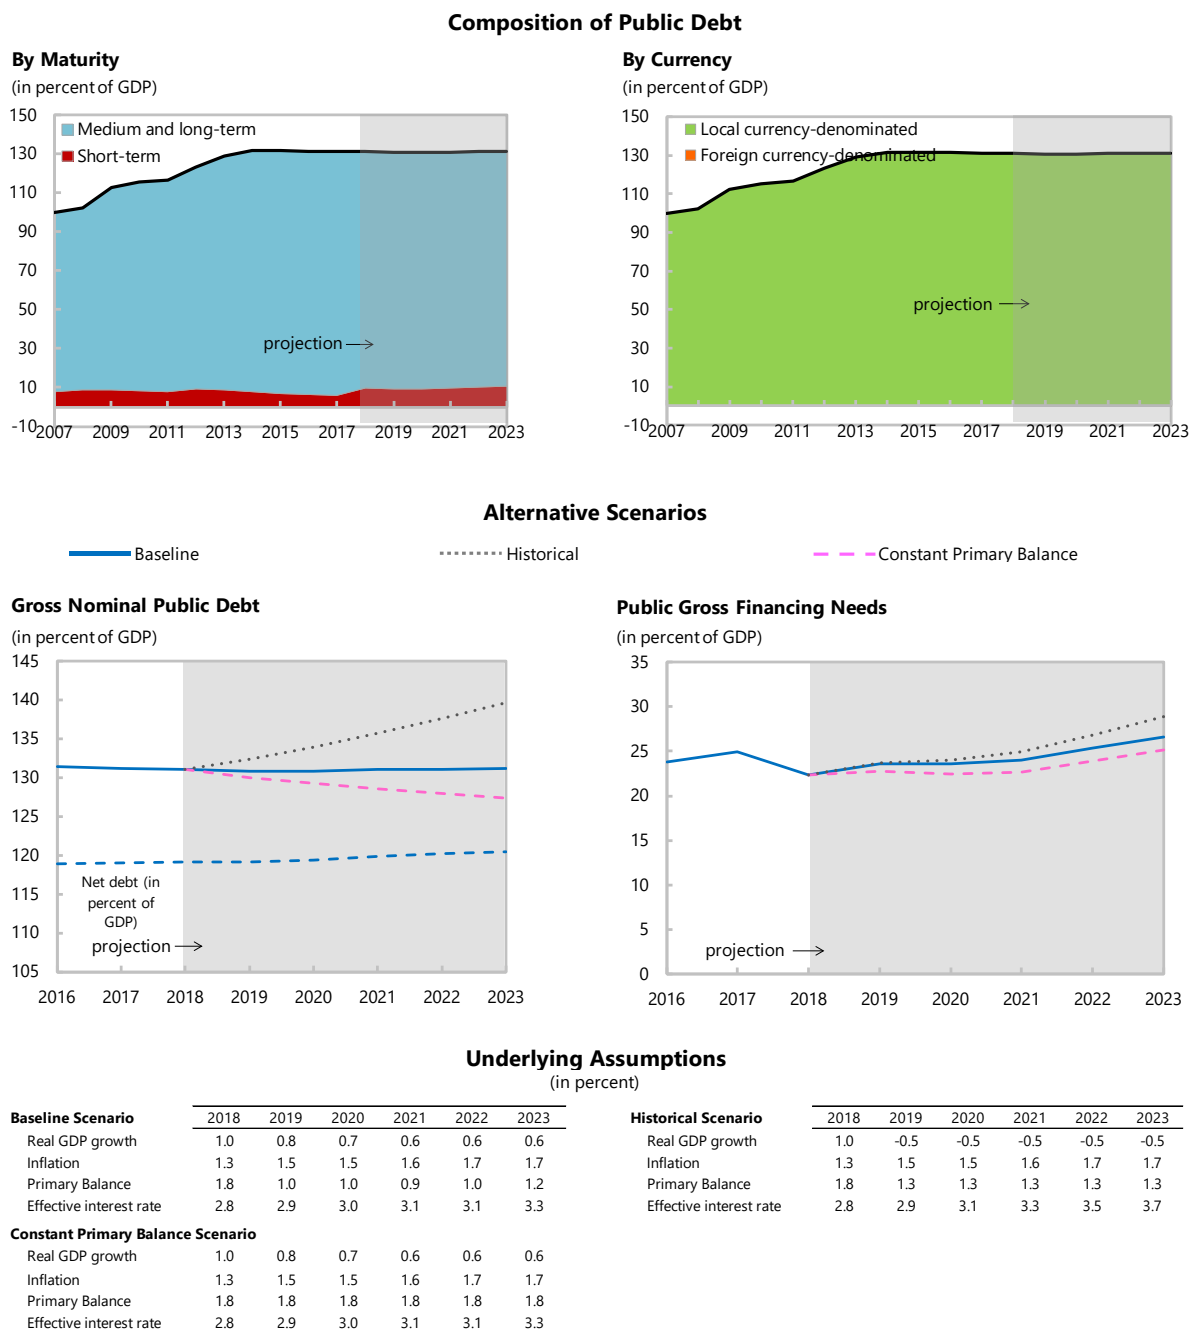 Composition of Public Debt
By Maturity
(in percent of GDP)
150
130
110
90
70
50
30
10
-10
Medium and long-term
Short-term
projection
2007 2009 2011 2013 2015 2017 2019 2021 2023
By Currency
(in percent of GDP)
150
130
110
90
70
50
30
10
-10
Local currency-denominated
Foreign currency-denominated
projection
2007 2009 2011 2013 2015 2017 2019 2021 2023
Alternative Scenarios
Baseline Historical Constant Primary Balance
Gross Nominal Public Debt
(in percent of GDP)
145
140
135
130
125
120
115
110
105
Net debt (in
percent of
GDP)
projection
2016 2017 2018 2019 2020 2021 2022 2023
Public Gross Financing Needs
(in percent of GDP)
35
30
25
20
15
10
5
0
projection
2016 2017 2018 2019 2020 2021 2022 2023
Underlying Assumptions
(in percent)
Baseline Scenario 2018 2019 2020 2021 2022 2023
Real GDP growth 1.0 0.8 0.7 0.6 0.6 0.6
Inflation 1.3 1.5 1.5 1.6 1.7 1.7
Primary Balance 1.8 1.0 1.0 0.9 1.0 1.2
Effective interest rate 2.8 2.9 3.0 3.1 3.1 3.3
Constant Primary Balance Scenario
Real GDP growth 1.0 0.8 0.7 0.6 0.6 0.6
Inflation 1.3 1.5 1.5 1.6 1.7 1.7
Primary Balance 1.8 1.8 1.8 1.8 1.8 1.8
Effective interest rate 2.8 2.9 3.0 3.1 3.1 3.3
Historical Scenario 2018 2019 2020 2021 2022 2023
Real GDP growth 1.0 -0.5 -0.5 -0.5 -0.5 -0.5
Inflation 1.3 1.5 1.5 1.6 1.7 1.7
Primary Balance 1.8 1.3 1.3 1.3 1.3 1.3
Effective interest rate 2.8 2.9 3.1 3.3 3.5 3.7